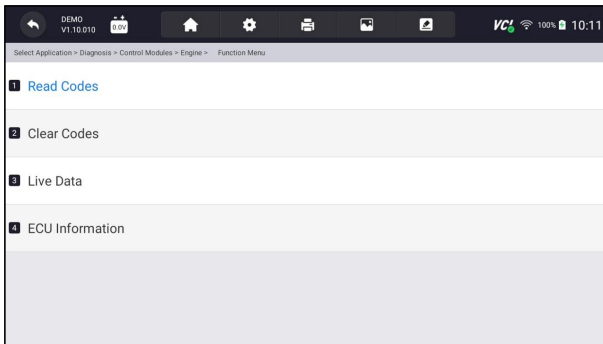 DEMO
V1.10.010
0.0V
VCI
100%
10:11
Select Application > Diagnosis > Control Modules > Engine > Function Menu
1 Read Codes
2 Clear Codes
3 Live Data
4 ECU Information